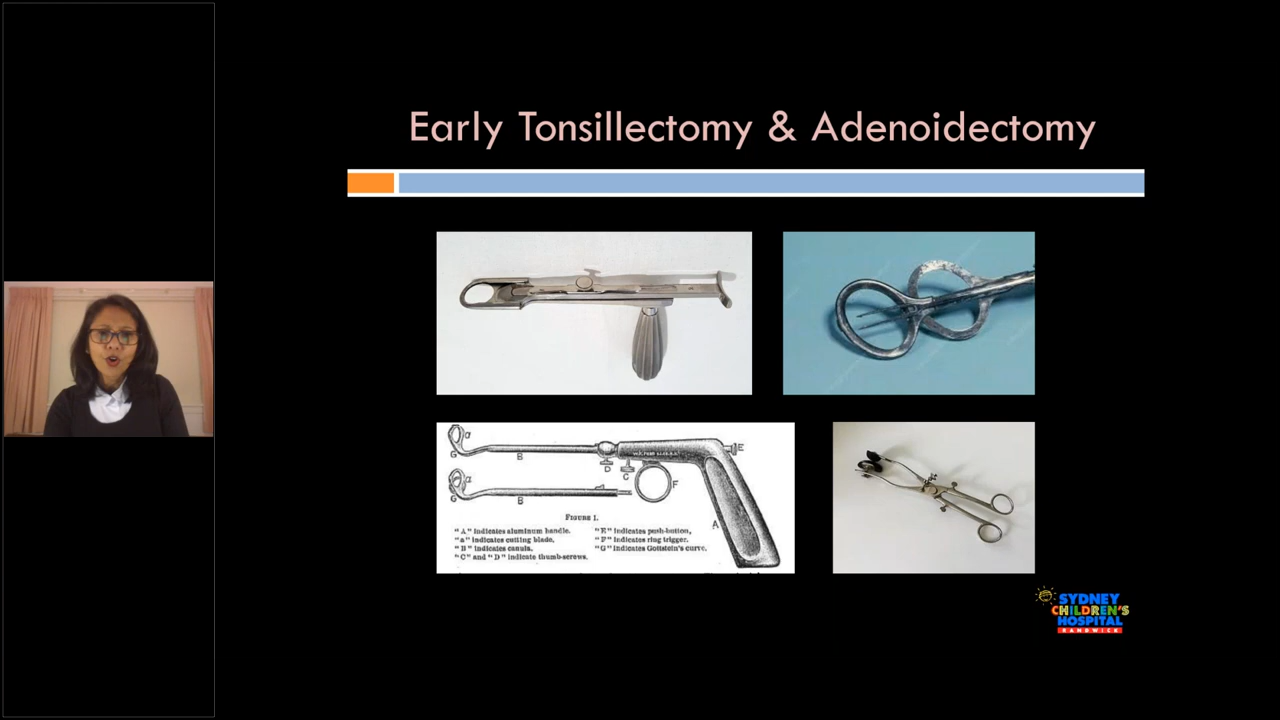 Early Tonsillectomy & Adenoidectomy
G
a
B
D
C
E
F
G
a
B
A
FIGURE 1.
"A" indicates aluminum handle.
"a" indicates cutting blade,
"B" indicates canula.
"C" and "D" indicate thumb-screws.
"E" indicates push-button,
"F" indicates ring trigger.
"G" indicates Gottstein's curve.
SYDNEY
CHILDREN'S
HOSPITAL
RANDWICK